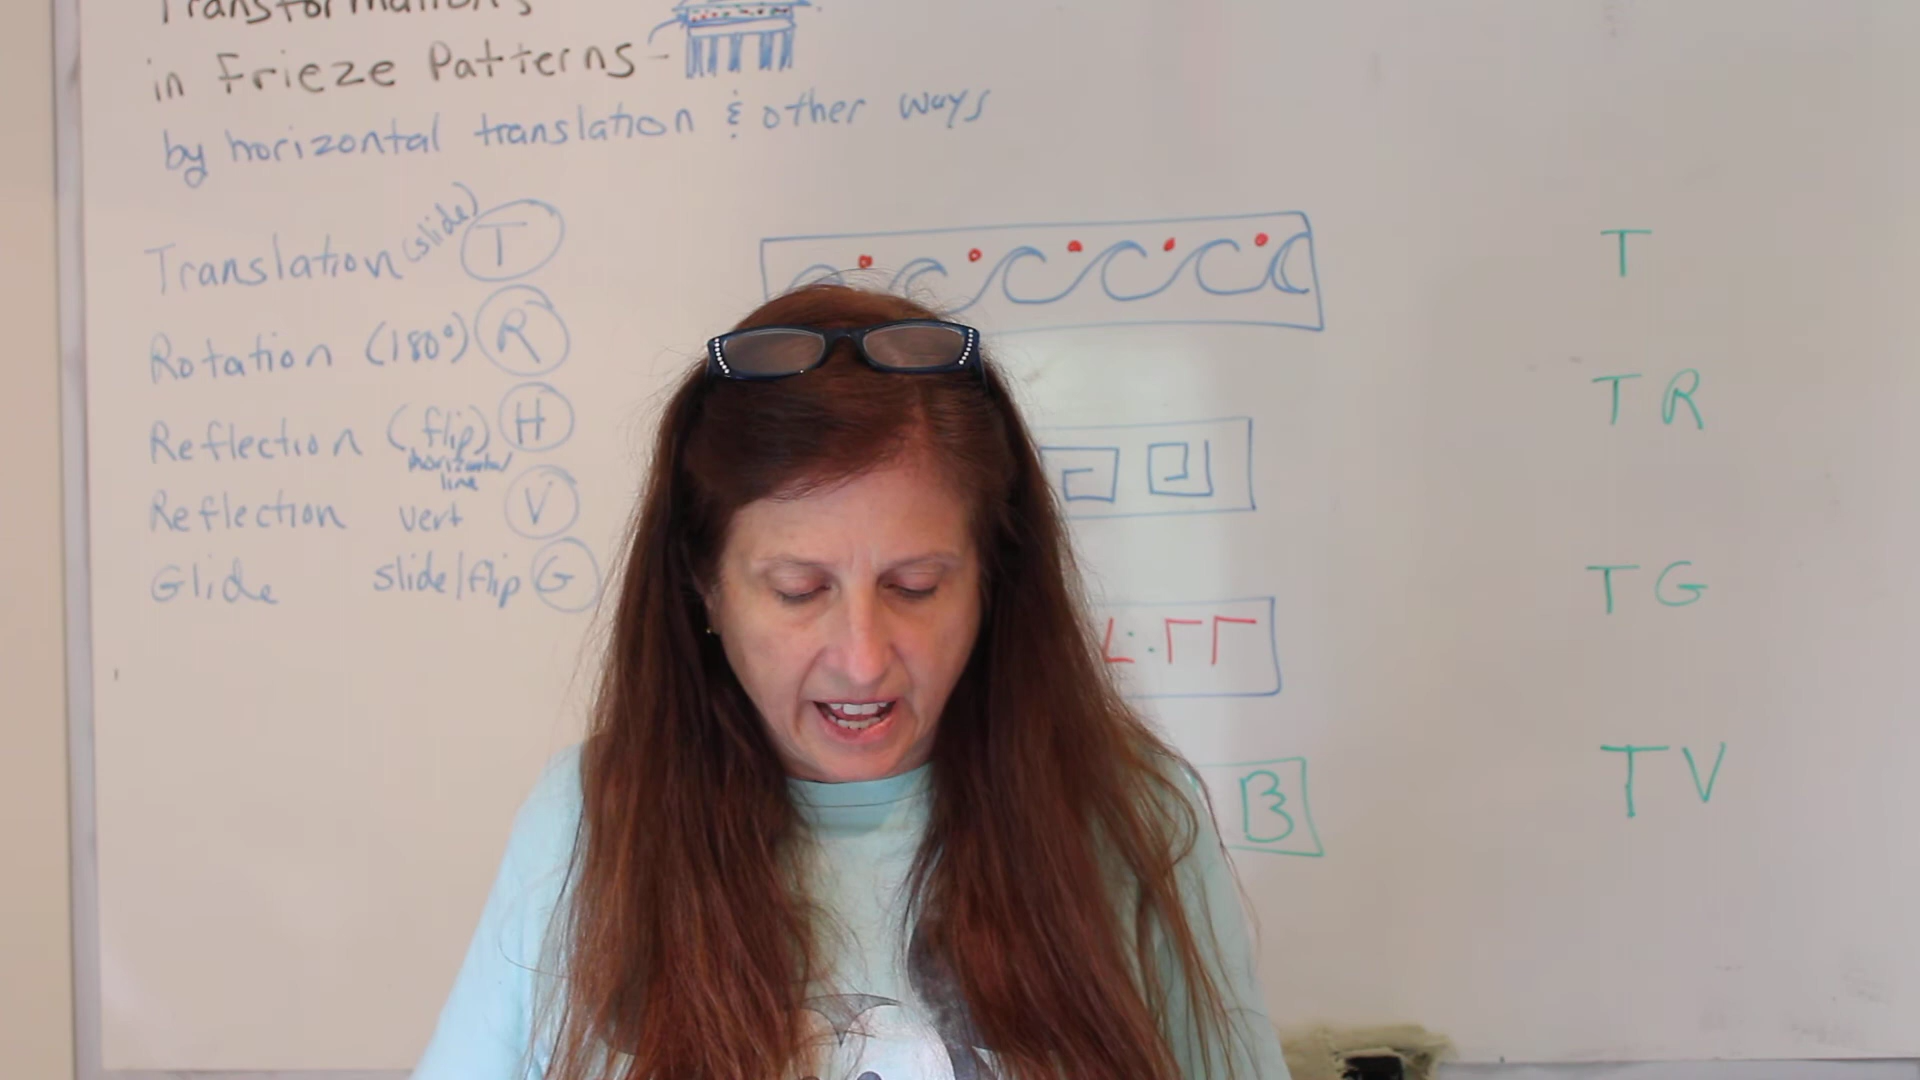 Transformations
in Frieze Patterns -
by horizontal translation & other ways
Translation (slide) T
T
Rotation (180°) R
T R
Reflection (flip) H
horizontal
line
Reflection vert V
Glide slide/flip G
T G
L : . Γ Γ
B
T V